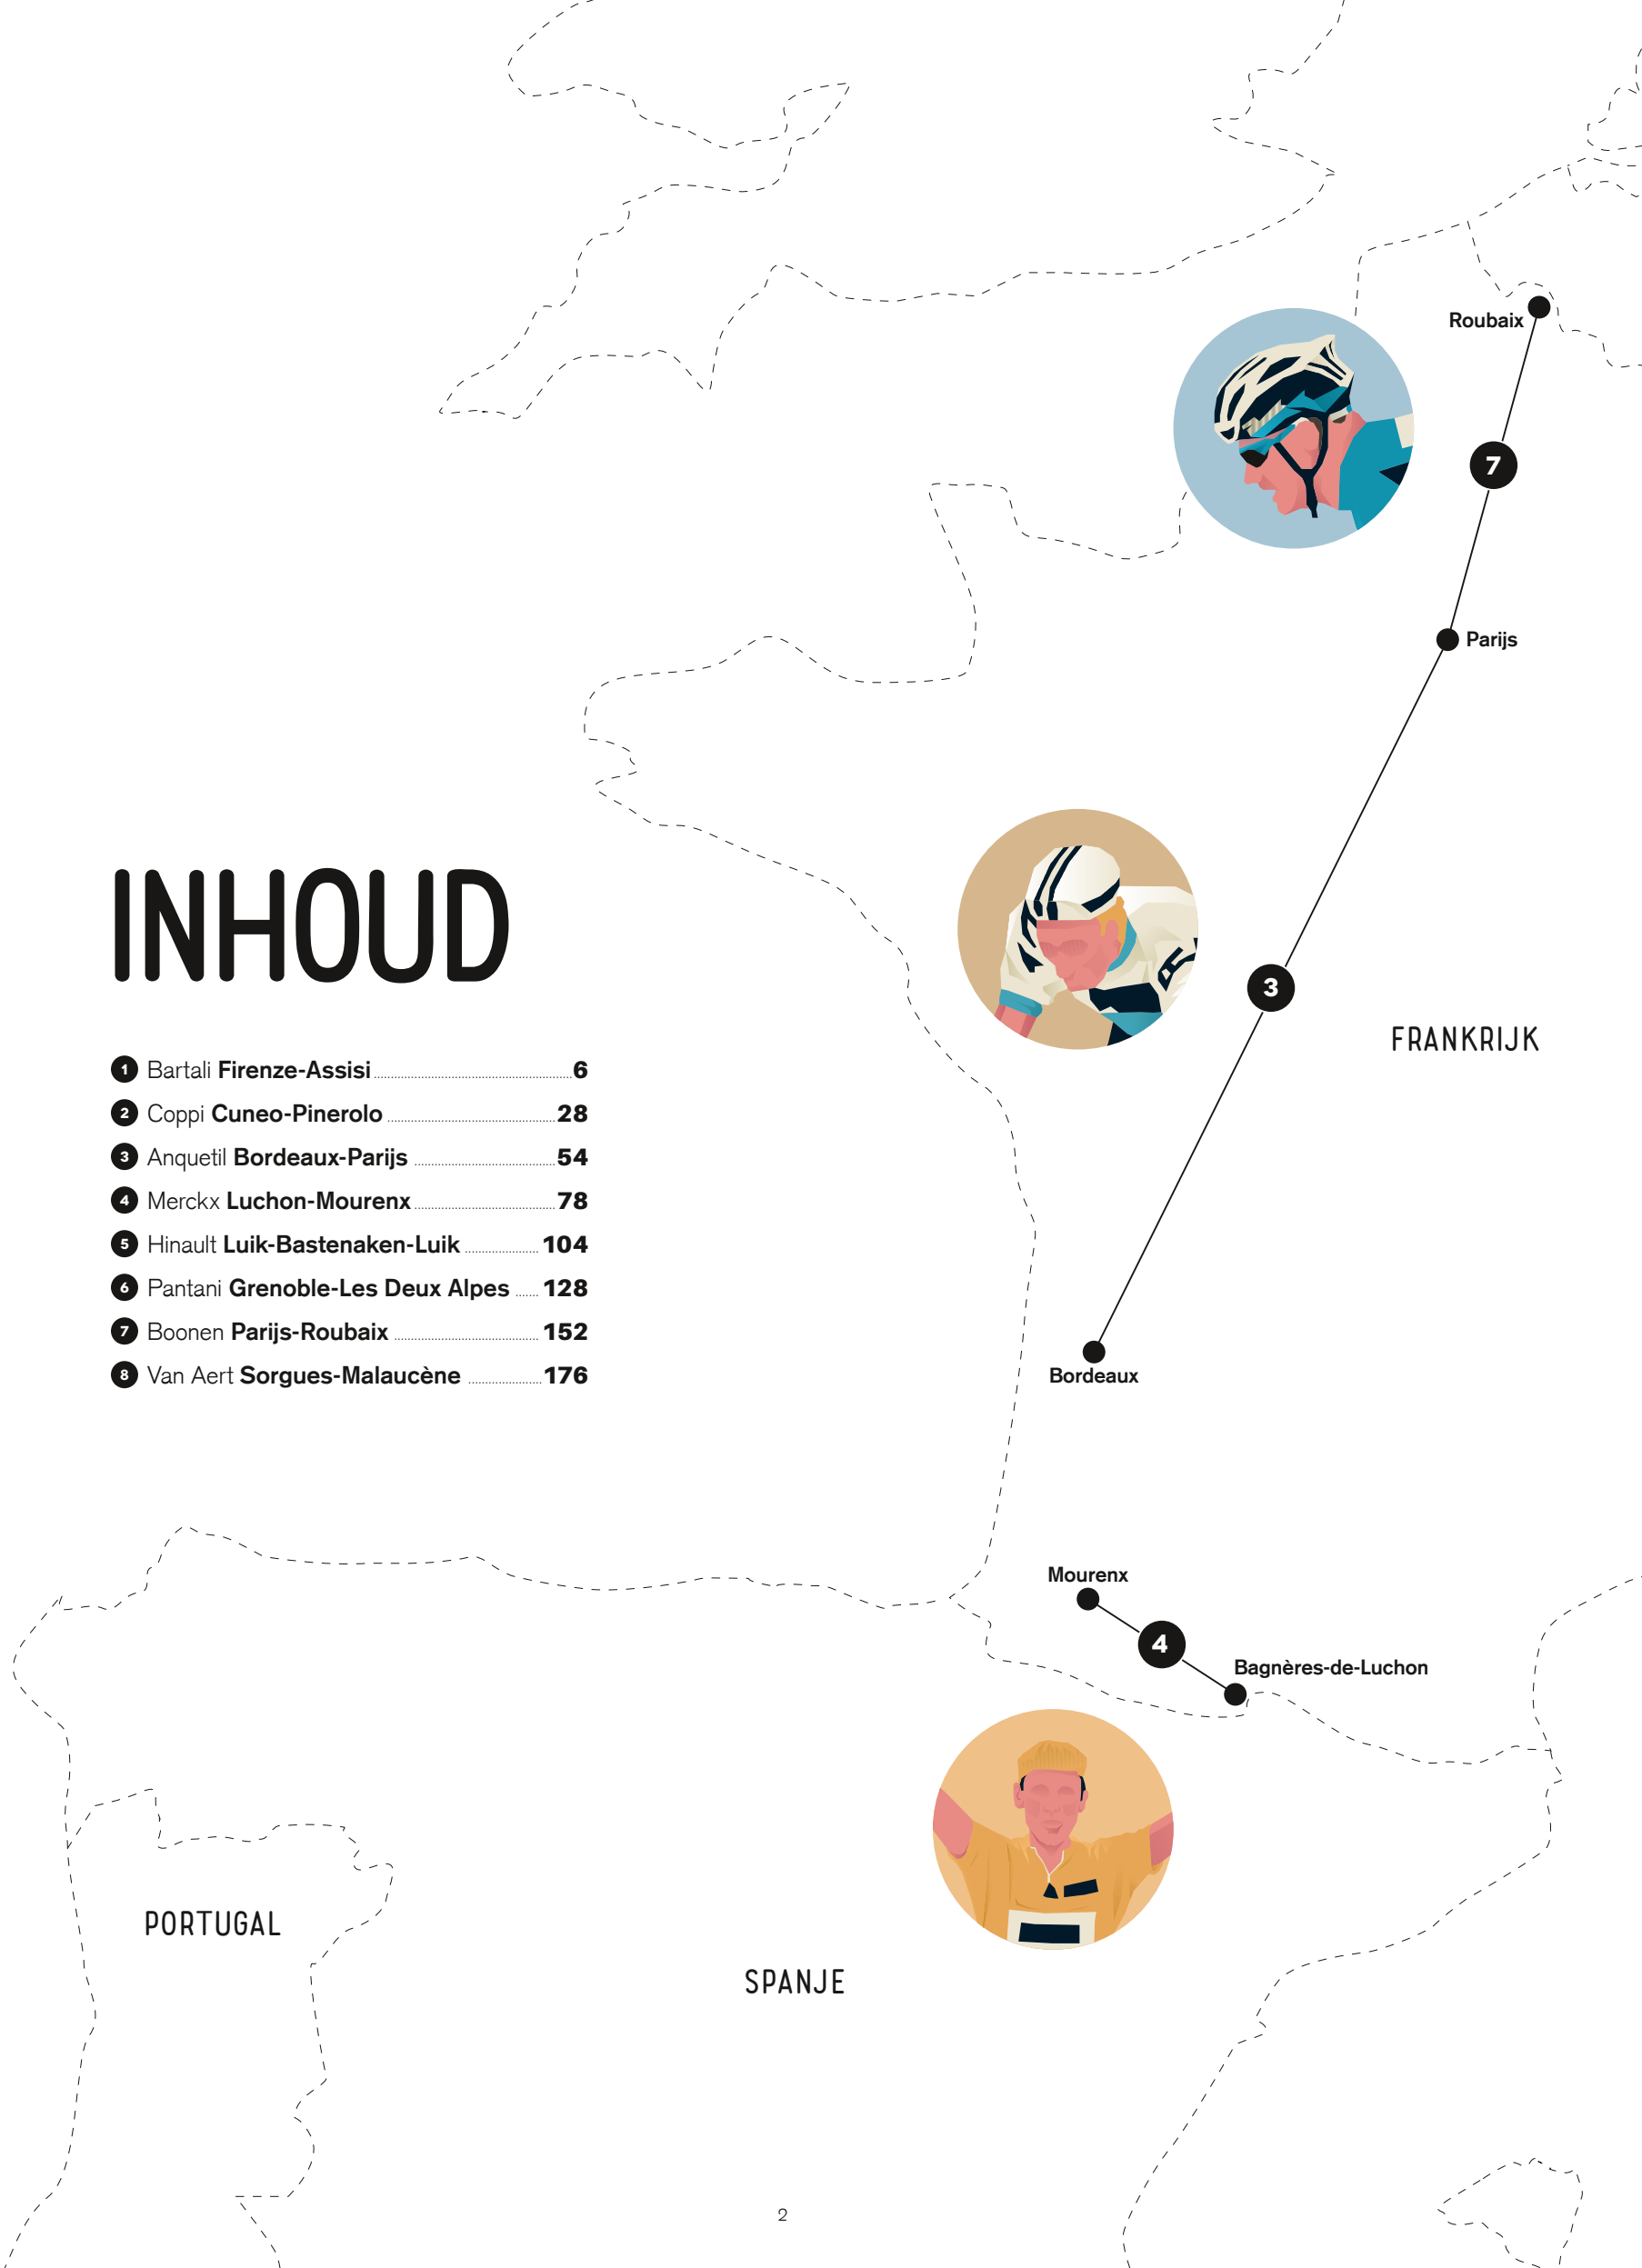 Roubaix
7
Parijs
INHOUD
3
FRANKRIJK
1 Bartali Firenze-Assisi 6
2 Coppi Cuneo-Pinerolo 28
3 Anquetil Bordeaux-Parijs 54
4 Merckx Luchon-Mourenx 78
5 Hinault Luik-Bastenaken-Luik 104
6 Pantani Grenoble-Les Deux Alpes 128
7 Boonen Parijs-Roubaix 152
8 Van Aert Sorgues-Malaucène 176
Bordeaux
Mourenx
4
Bagnères-de-Luchon
PORTUGAL
SPANJE
2